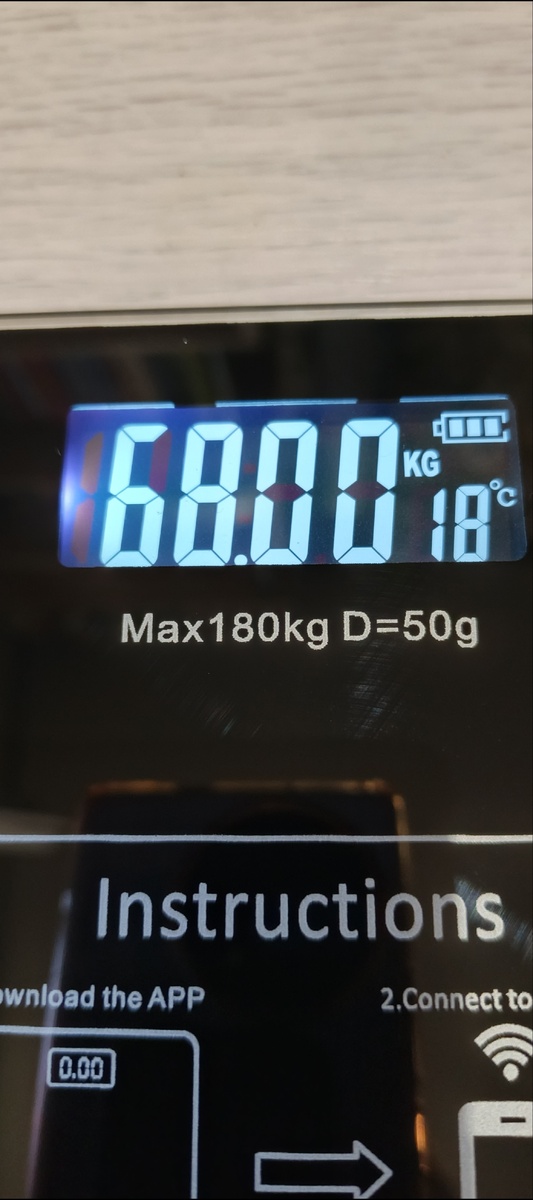 68.00 KG
18°C
Max180kg D=50g
Instructions
ownload the APP
2.Connect to
0.00